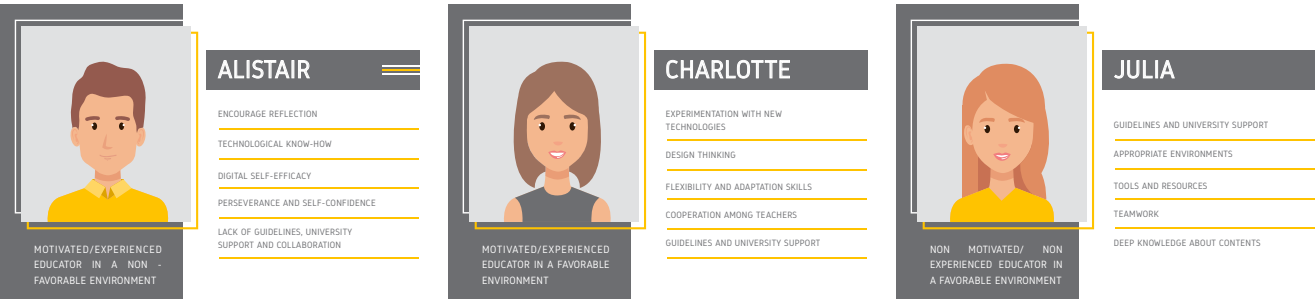 ALISTAIR
ENCOURAGE REFLECTION
TECHNOLOGICAL KNOW-HOW
DIGITAL SELF-EFFICACY
PERSEVERANCE AND SELF-CONFIDENCE
LACK OF GUIDELINES, UNIVERSITY
SUPPORT AND COLLABORATION
MOTIVATED/EXPERIENCED
EDUCATOR IN A NON -
FAVORABLE ENVIRONMENT
CHARLOTTE
EXPERIMENTATION WITH NEW
TECHNOLOGIES
DESIGN THINKING
FLEXIBILITY AND ADAPTATION SKILLS
COOPERATION AMONG TEACHERS
GUIDELINES AND UNIVERSITY SUPPORT
MOTIVATED/EXPERIENCED
EDUCATOR IN A FAVORABLE
ENVIRONMENT
JULIA
GUIDELINES AND UNIVERSITY SUPPORT
APPROPRIATE ENVIRONMENTS
TOOLS AND RESOURCES
TEAMWORK
DEEP KNOWLEDGE ABOUT CONTENTS
NON MOTIVATED/ NON
EXPERIENCED EDUCATOR IN
A FAVORABLE ENVIRONMENT